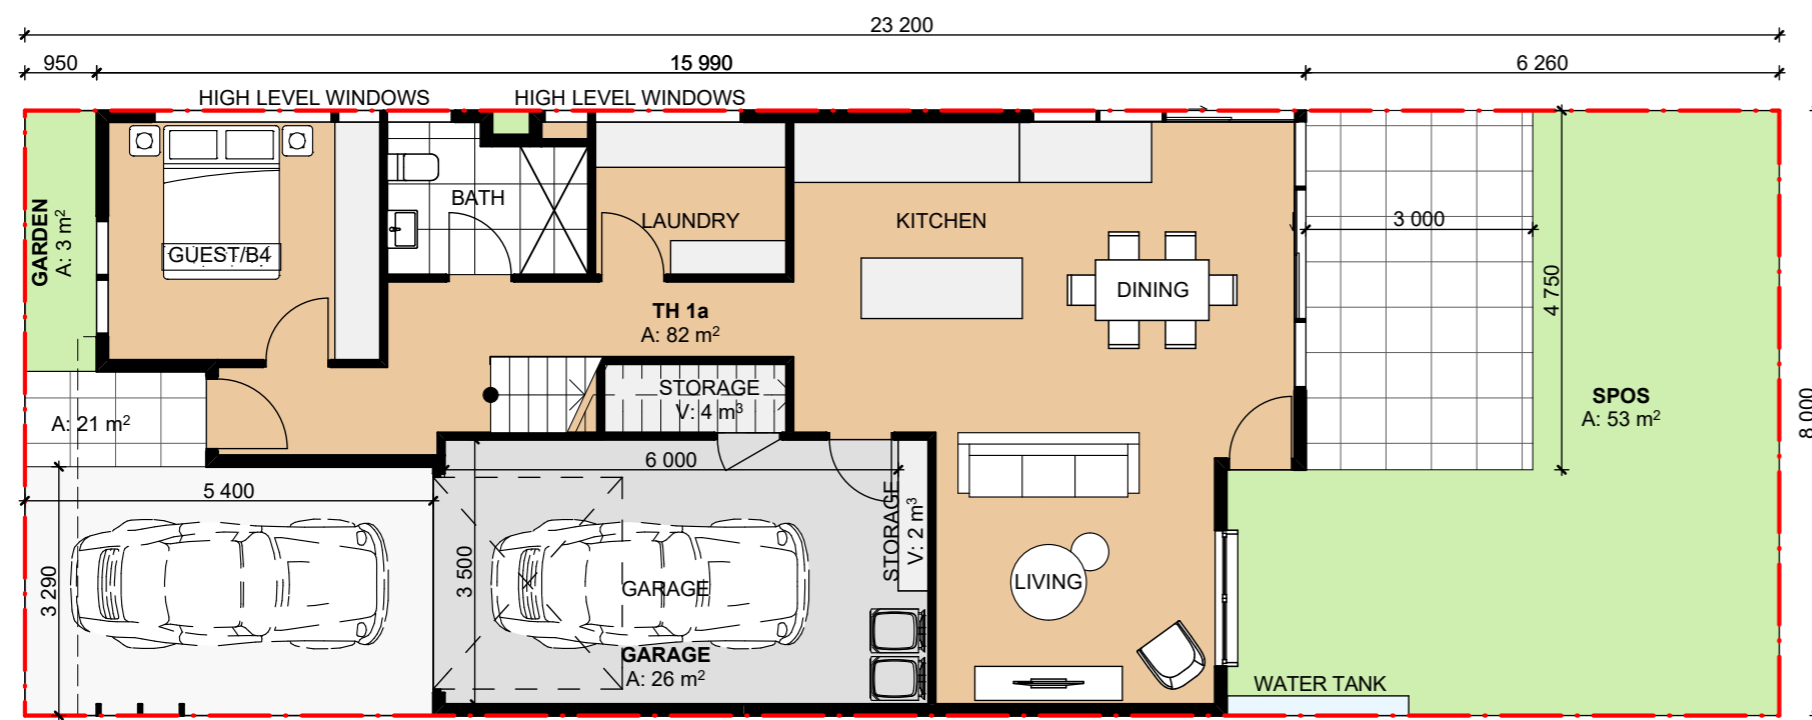 23 200
950
15 990
6 260
HIGH LEVEL WINDOWS
HIGH LEVEL WINDOWS
GARDEN
A: 3 m²
GUEST/B4
BATH
LAUNDRY
KITCHEN
DINING
3 000
4 750
TH 1a
A: 82 m²
STORAGE
V: 4 m³
A: 21 m²
SPOS
A: 53 m²
8 000
5 400
6 000
STORAGE
V: 2 m³
3 290
3 500
GARAGE
LIVING
GARAGE
A: 26 m²
WATER TANK